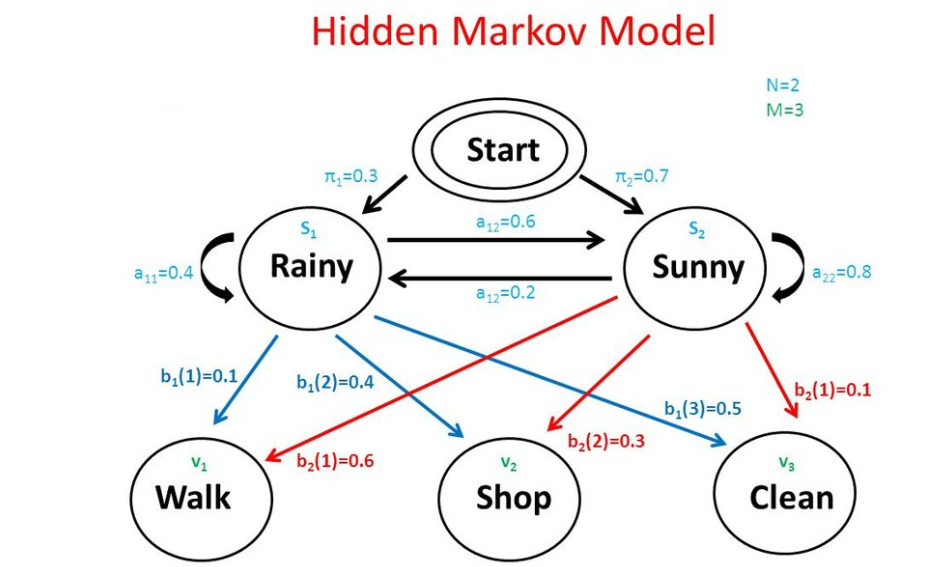 Hidden Markov Model
N=2
M=3
Start
π₁=0.3
π₂=0.7
S₁
Rainy
a₁₂=0.6
S₂
Sunny
a₁₁=0.4
a₁₂=0.2
a₂₂=0.8
b₁(1)=0.1
b₁(2)=0.4
b₁(3)=0.5
b₂(1)=0.1
b₂(1)=0.6
b₂(2)=0.3
v₁
Walk
v₂
Shop
v₃
Clean